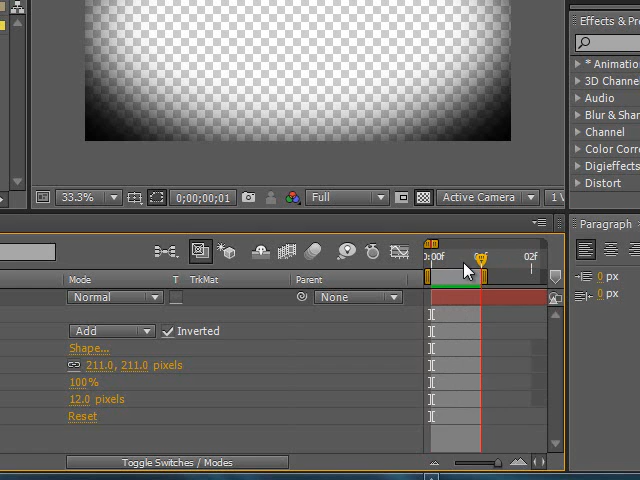 Effects & Pr
* Animatio
3D Channe
Audio
Blur & Shar
Channel
Color Corre
Digieffects
Distort
33.3%
0;00;00;01
Full
Active Camera
1 V
Paragraph
0 px
0 px
0:00f
02f
Mode
T
TrkMat
Parent
Normal
None
Add
Inverted
Shape...
211.0, 211.0 pixels
100%
12.0 pixels
Reset
Toggle Switches / Modes